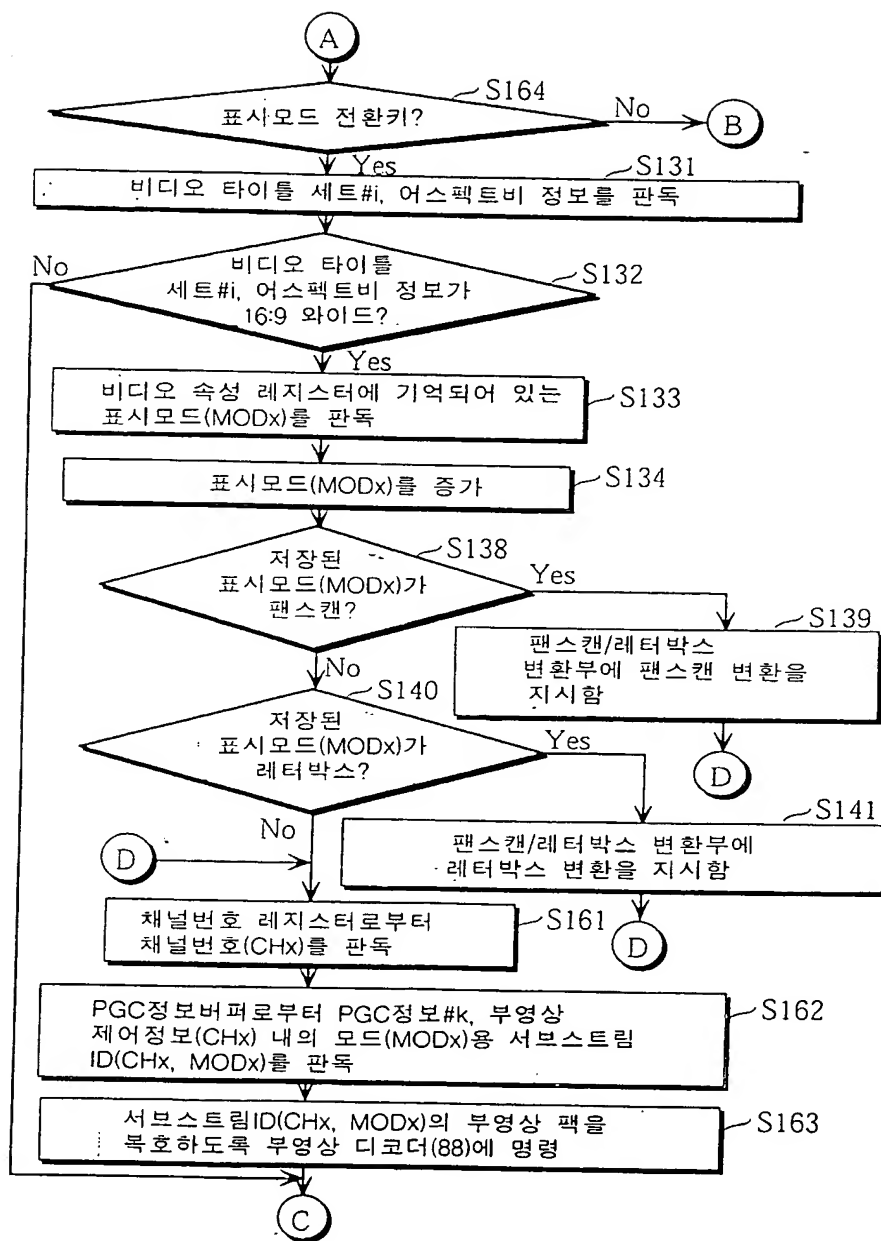 A
S164
표시모드 전환키?
No
B
Yes
S131
비디오 타이틀 세트#i, 어스펙트비 정보를 판독
No
비디오 타이틀
세트#i, 어스펙트비 정보가
16:9 와이드?
S132
Yes
비디오 속성 레지스터에 기억되어 있는
표시모드(MODx)를 판독
S133
표시모드(MODx)를 증가
S134
저장된
표시모드(MODx)가
팬스캔?
S138
Yes
S139
팬스캔/레터박스
변환부에 팬스캔 변환을
지시함
D
No
S140
저장된
표시모드(MODx)가
레터박스?
Yes
S141
팬스캔/레터박스 변환부에
레터박스 변환을 지시함
D
No
D
채널번호 레지스터로부터
채널번호(CHx)를 판독
S161
PGC정보버퍼로부터 PGC정보#k, 부영상
제어정보(CHx) 내의 모드(MODx)용 서브스트림
ID(CHx, MODx)를 판독
S162
서브스트림ID(CHx, MODx)의 부영상 팩을
복호하도록 부영상 디코더(88)에 명령
S163
C